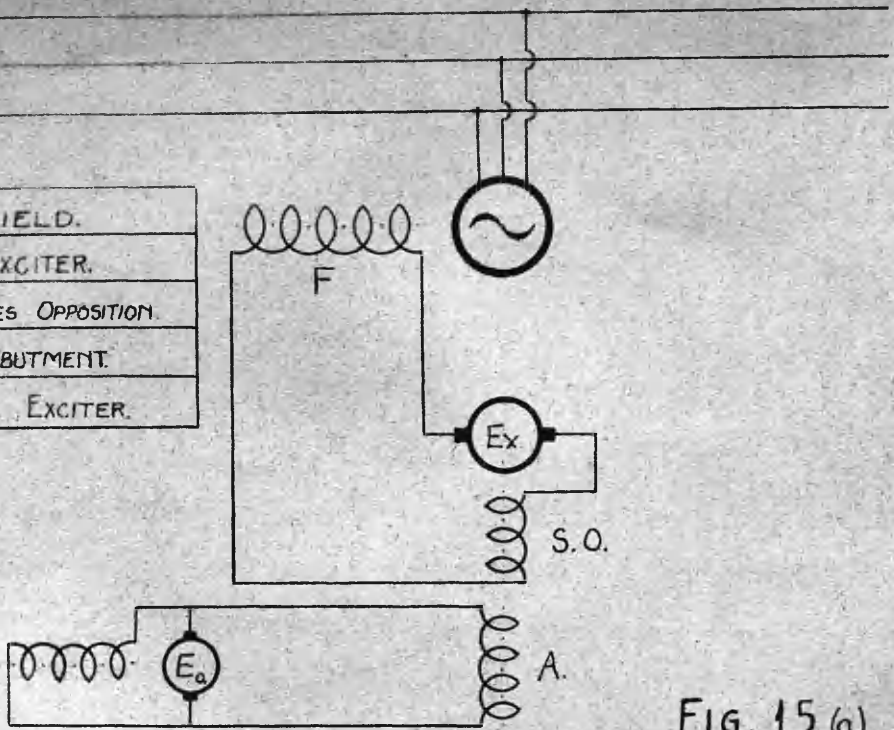 IELD.
XCITER.
ES OPPOSITION.
BUTMENT.
EXCITER.
F
Ex
S.O.
Ea
A.
FIG. 15 (a)